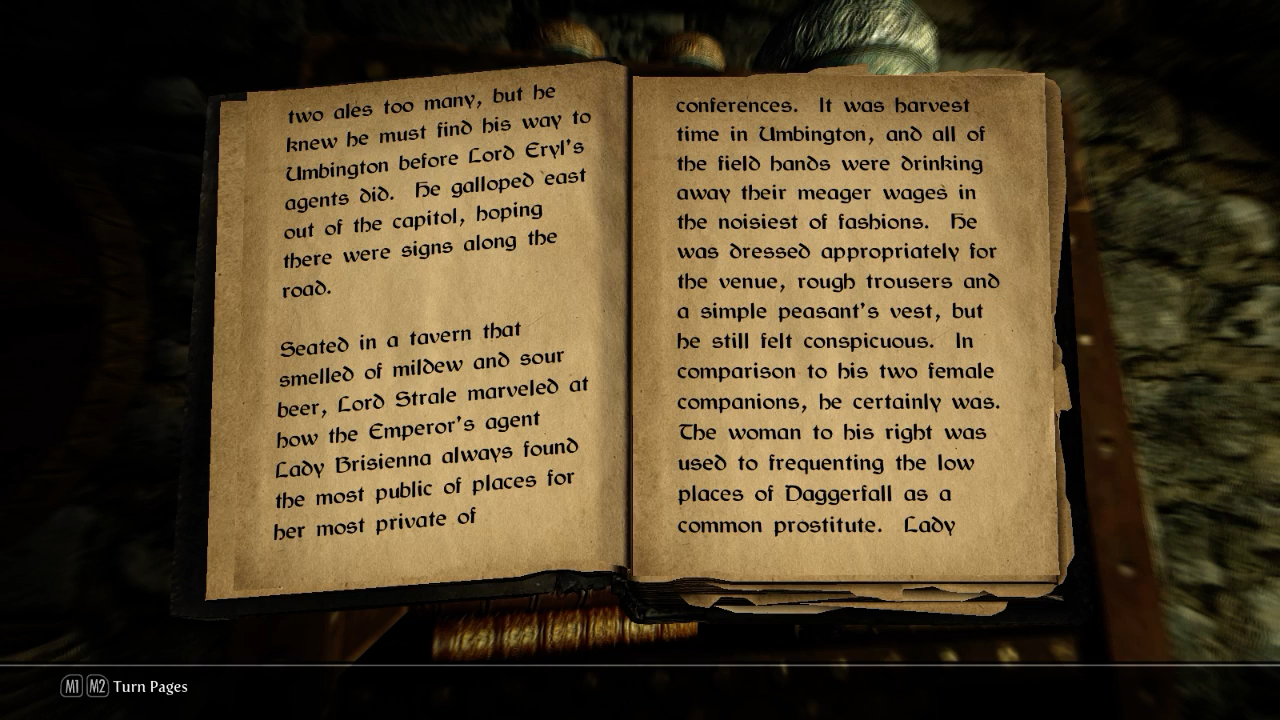 two ales too many, but he
knew he must find his way to
Umbington before Lord Eryl's
agents did.  He galloped east
out of the capitol, hoping
there were signs along the
road.
Seated in a tavern that
smelled of mildew and sour
beer, Lord Strale marveled at
how the Emperor's agent
Lady Brisienna always found
the most public of places for
her most private of
conferences.  It was harvest
time in Umbington, and all of
the field hands were drinking
away their meager wages in
the noisiest of fashions.  He
was dressed appropriately for
the venue, rough trousers and
a simple peasant's vest, but
he still felt conspicuous.  In
comparison to his two female
companions, he certainly was.
The woman to his right was
used to frequenting the low
places of Daggerfall as a
common prostitute.  Lady
M1 M2 Turn Pages